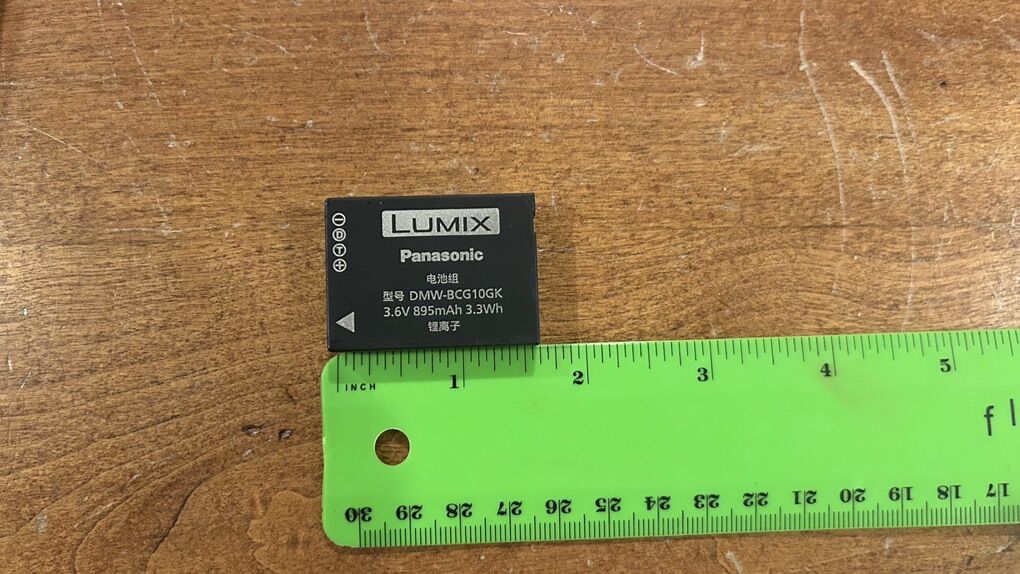 LUMIX
Panasonic
电池组
型号 DMW-BCG10GK
3.6V 895mAh 3.3Wh
锂离子
− D T +
INCH 1 2 3 4 5
fl
30 29 28 27 26 25 24 23 22 21 20 19 18 17